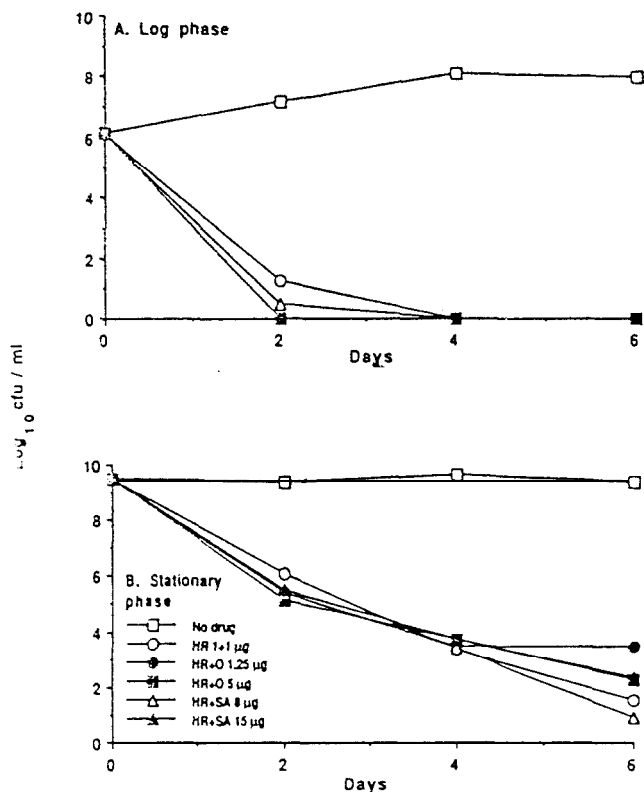 A. Log phase
10
8
6
4
2
0
0 2 4 6
Days
10 cfu / ml
10
8
6
4
2
0
B. Stationary
phase
No drug
HR 1+1 µg
HR+O 1.25 µg
HR+O 5 µg
HR+SA 8 µg
HR+SA 15 µg
0 2 4 6
Days